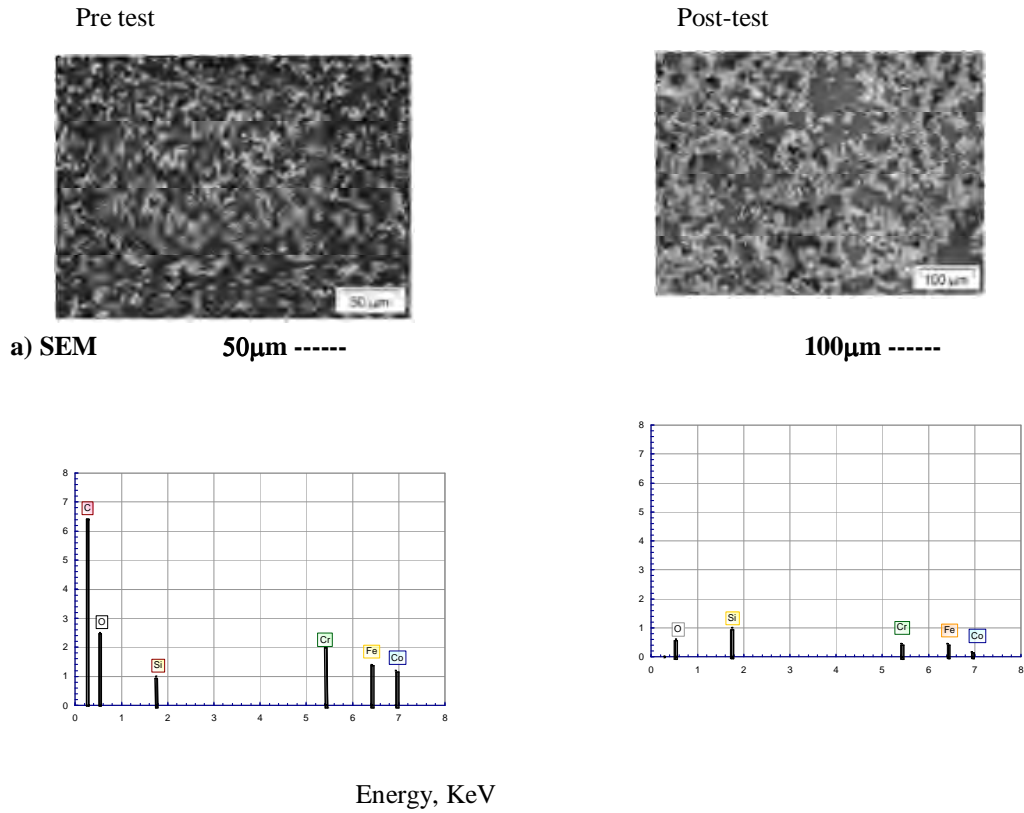 Pre test
Post-test
50 µm
100 µm
a) SEM 50µm ------ 100µm ------
8
7
6
5
4
3
2
1
0
C
O
Si
Cr
Fe
Co
0 1 2 3 4 5 6 7 8
8
7
6
5
4
3
2
1
0
O
Si
Cr
Fe
Co
0 1 2 3 4 5 6 7 8
Energy, KeV